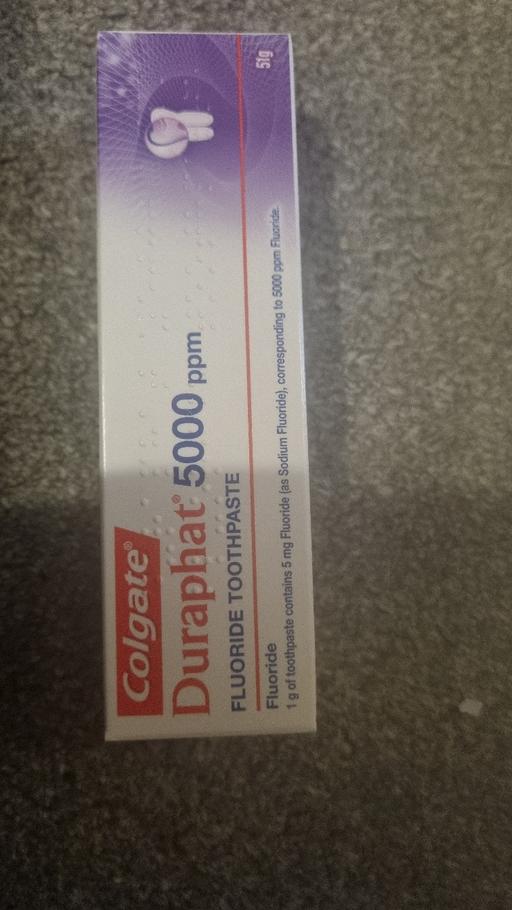 Colgate®
Duraphat® 5000 ppm
FLUORIDE TOOTHPASTE
Fluoride
1 g of toothpaste contains 5 mg Fluoride (as Sodium Fluoride), corresponding to 5000 ppm Fluoride.
51g